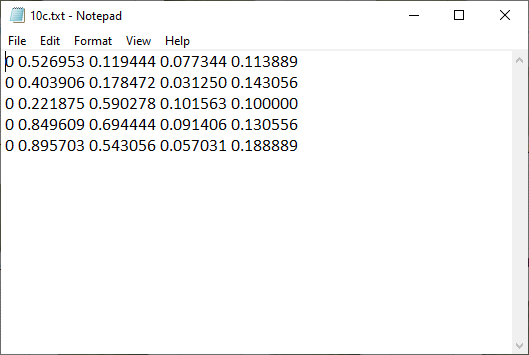 10c.txt - Notepad
File Edit Format View Help
0 0.526953 0.119444 0.077344 0.113889
0 0.403906 0.178472 0.031250 0.143056
0 0.221875 0.590278 0.101563 0.100000
0 0.849609 0.694444 0.091406 0.130556
0 0.895703 0.543056 0.057031 0.188889